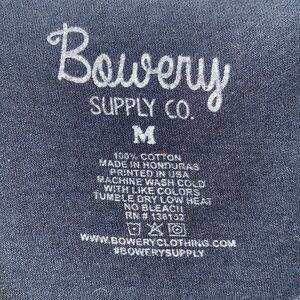 Bowery
SUPPLY CO.
M
100% COTTON
MADE IN HONDURAS
PRINTED IN USA
MACHINE WASH COLD
WITH LIKE COLORS
TUMBLE DRY LOW HEAT
NO BLEACH
RN # 136132
WWW.BOWERYCLOTHING.COM
#BOWERYSUPPLY